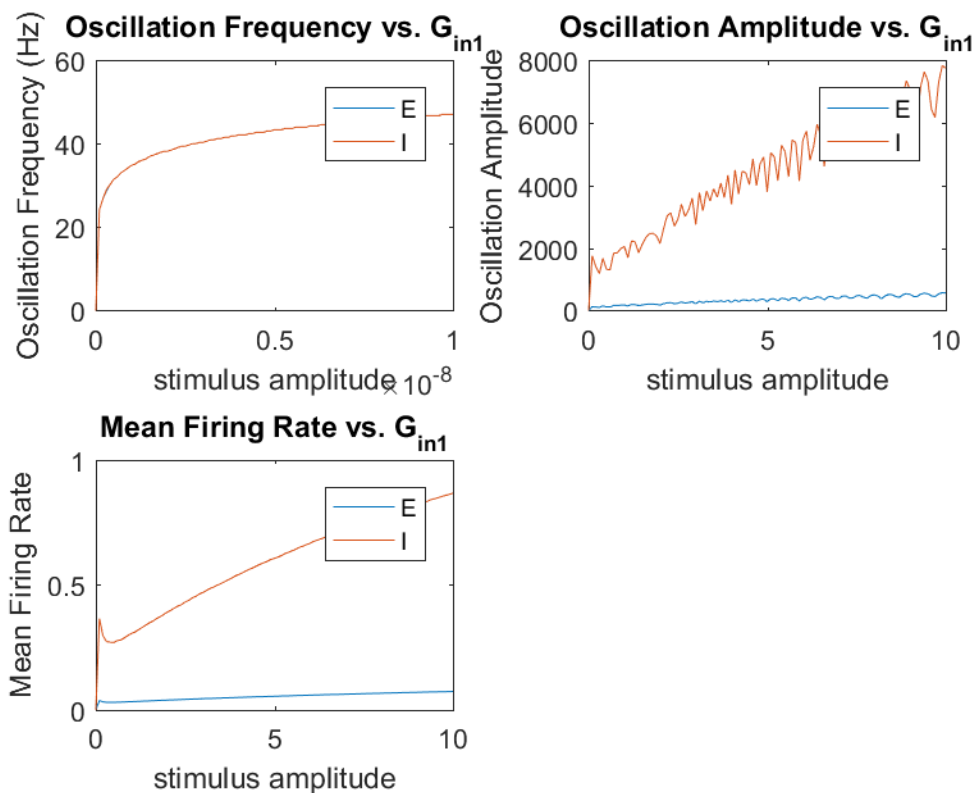 Oscillation Frequency vs. G_in1
Oscillation Frequency (Hz)
60
40
20
0
0
0.5
1
stimulus amplitude
×10^-8
E
I
Oscillation Amplitude vs. G_in1
Oscillation Amplitude
8000
6000
4000
2000
0
0
5
10
stimulus amplitude
E
I
Mean Firing Rate vs. G_in1
Mean Firing Rate
1
0.5
0
0
5
10
stimulus amplitude
E
I